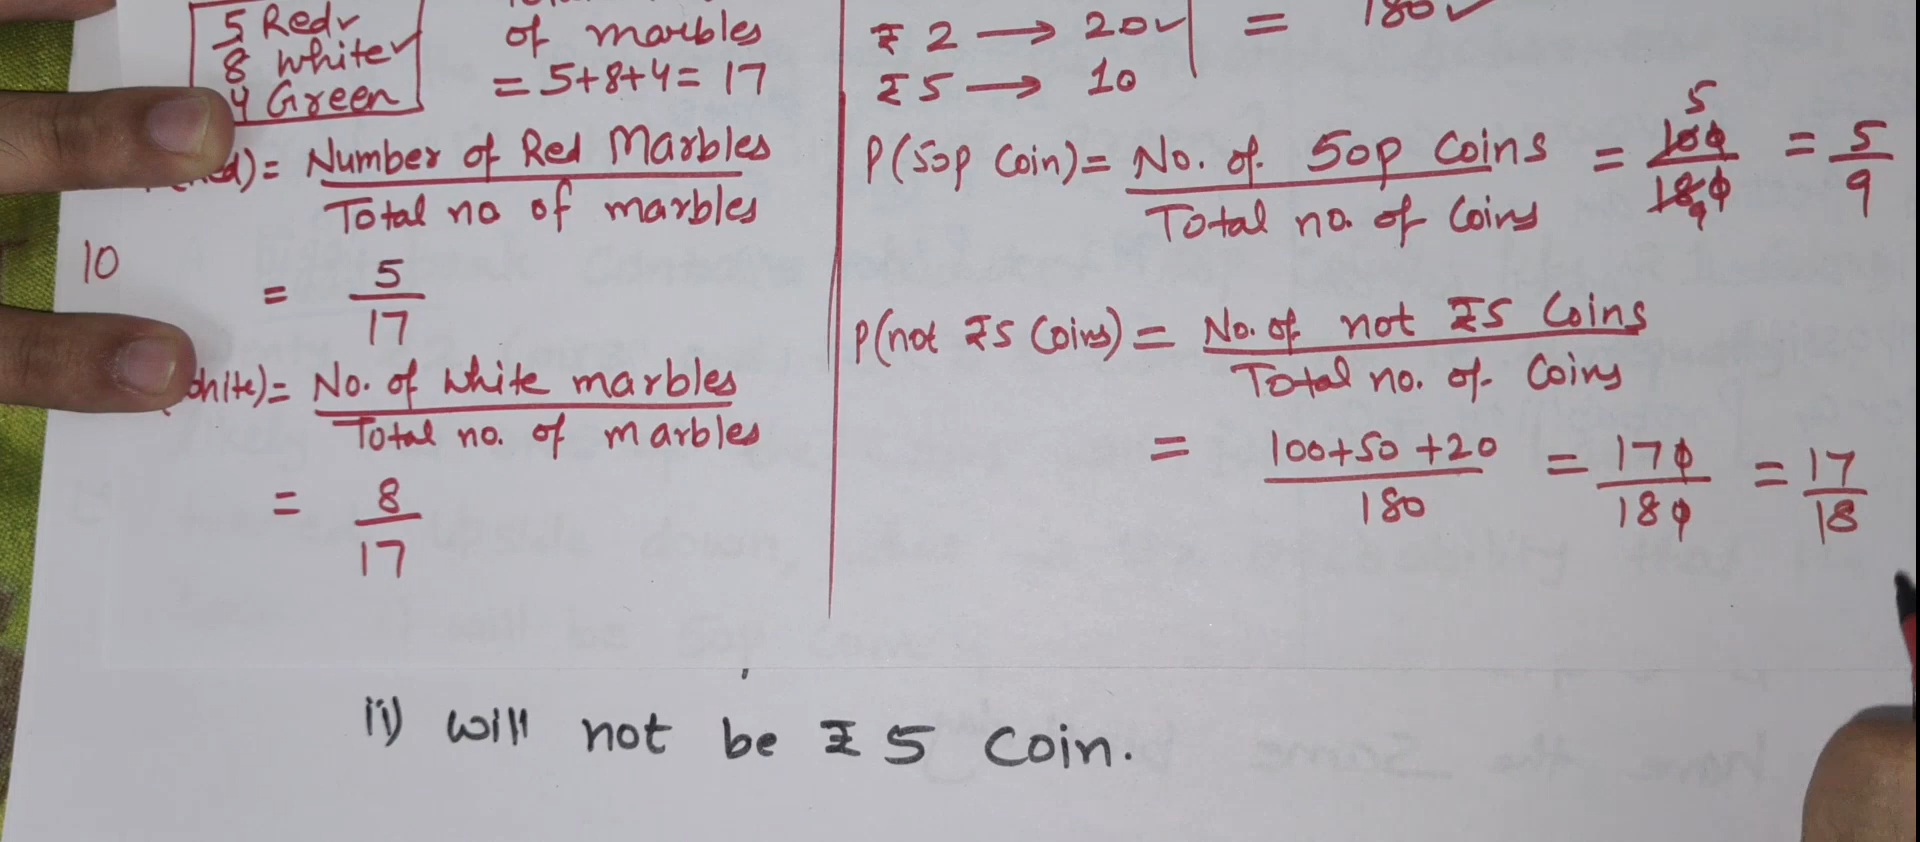 5 Red
8 White
4 Green
of marbles
= 5+8+4= 17
= Number of Red Marbles
Total no of marbles
10
= 5
17
= No. of white marbles
Total no. of marbles
= 8
17
₹ 2 → 20 = 180
₹ 5 → 10
P(50p coin)= No. of 50p Coins = 100 = 5
Total no. of Coins 180 9
5
9
P(not ₹5 Coins) = No. of not ₹5 Coins
Total no. of Coins
= 100+50+20 = 170 = 17
180 180 18
ii) will not be ₹ 5 coin.